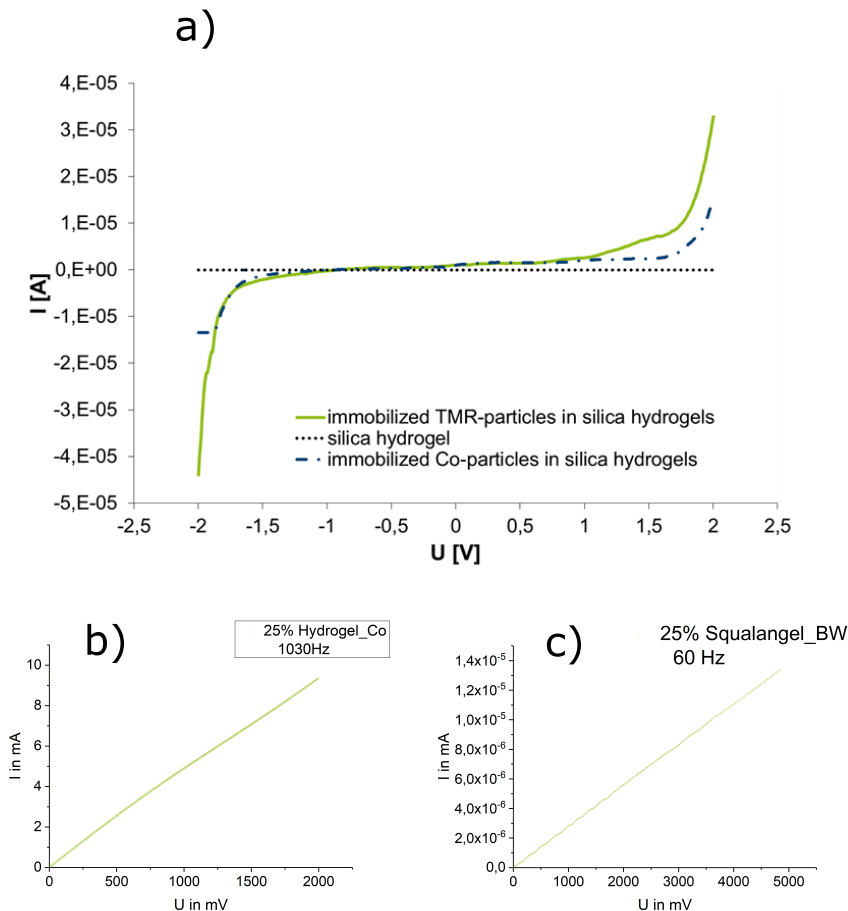 a)
4,E-05
3,E-05
2,E-05
1,E-05
0,E+00
-1,E-05
-2,E-05
-3,E-05
-4,E-05
-5,E-05
I [A]
immobilized TMR-particles in silica hydrogels
silica hydrogel
immobilized Co-particles in silica hydrogels
-2,5 -2 -1,5 -1 -0,5 0 0,5 1 1,5 2 2,5
U [V]
b)
25% Hydrogel_Co
1030Hz
10
8
6
4
2
0
I in mA
0 500 1000 1500 2000
U in mV
c)
25% Squalangel_BW
60 Hz
1,4x10-5
1,2x10-5
1,0x10-5
8,0x10-6
6,0x10-6
4,0x10-6
2,0x10-6
0,0
I in mA
0 1000 2000 3000 4000 5000
U in mV